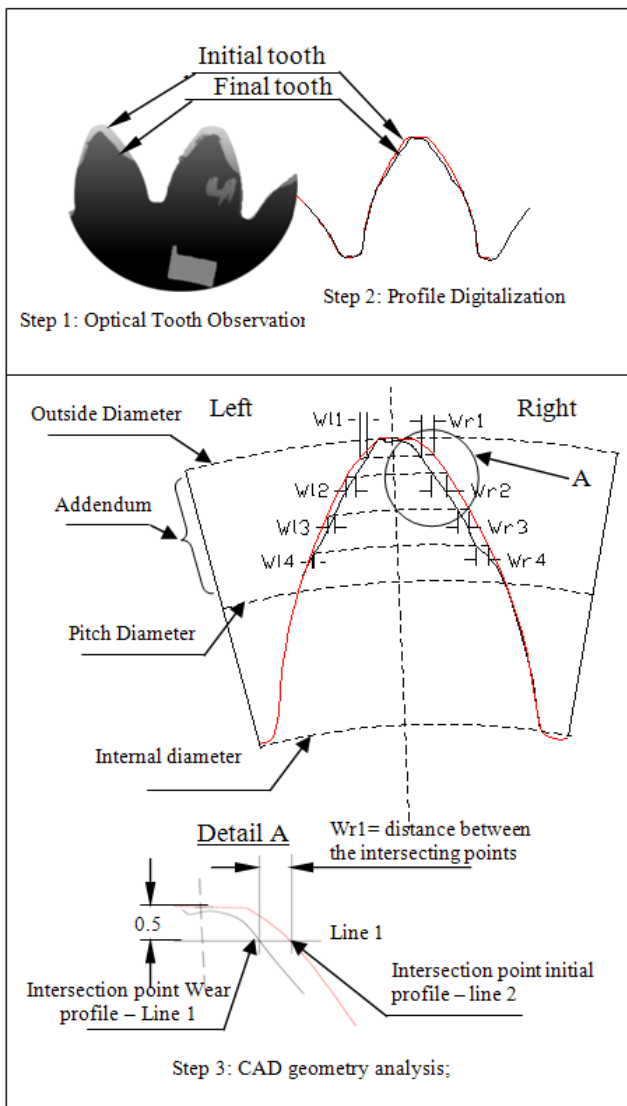 Initial tooth
Final tooth
Step 1: Optical Tooth Observation
Step 2: Profile Digitalization
Left
Right
Outside Diameter
Wl1
Wr1
A
Addendum
Wl2
Wr2
Wl3
Wr3
Wl4
Wr4
Pitch Diameter
Internal diameter
Detail A
Wr1= distance between
the intersecting points
0.5
Line 1
Intersection point Wear
profile – Line 1
Intersection point initial
profile – line 2
Step 3: CAD geometry analysis;